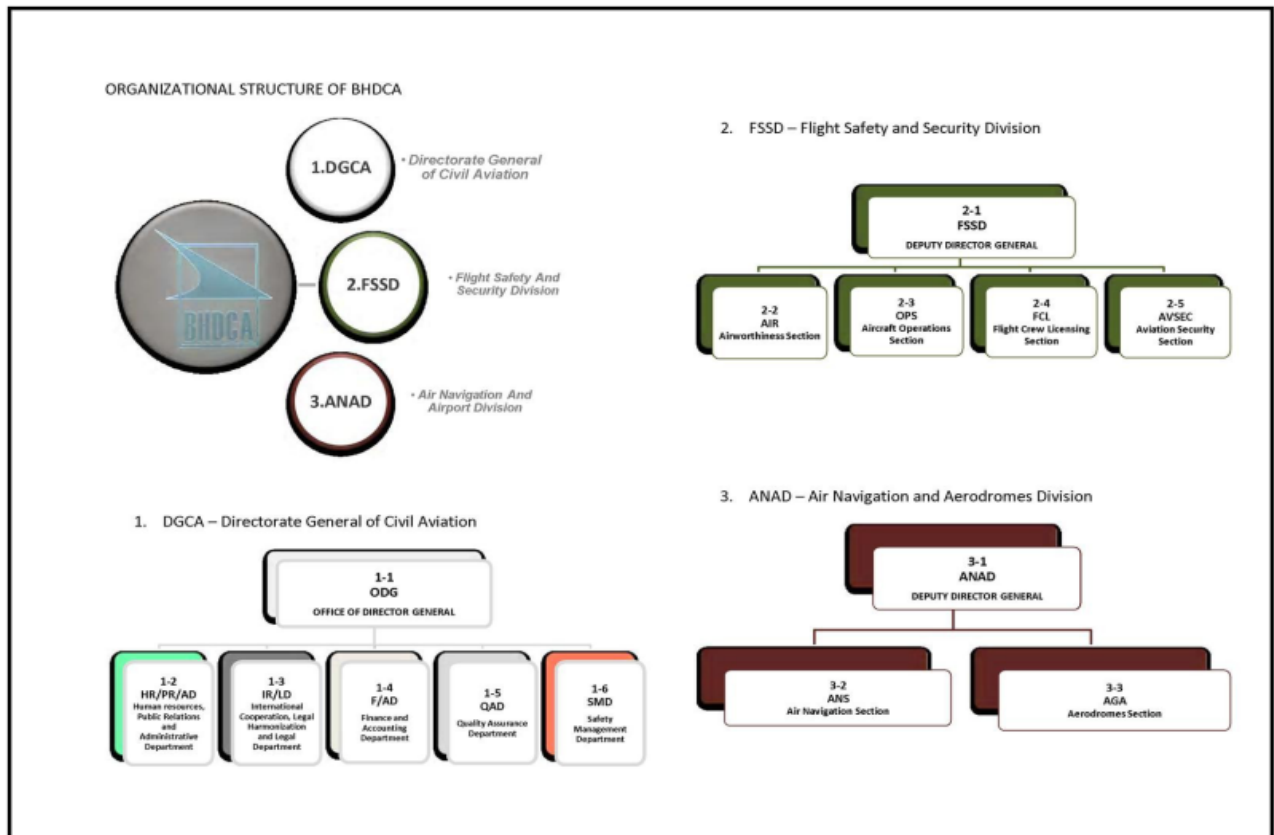 ORGANIZATIONAL STRUCTURE OF BHDCA
1.DGCA
• Directorate General
of Civil Aviation
BHDCA
2.FSSD
• Flight Safety And
Security Division
3.ANAD
• Air Navigation And
Airport Division
1. DGCA – Directorate General of Civil Aviation
1-1
ODG
OFFICE OF DIRECTOR GENERAL
1-2
HR/PR/AD
Human resources,
Public Relations
and
Administrative
Department
1-3
IR/LD
International
Cooperation, Legal
Harmonization
and Legal
Department
1-4
F/AD
Finance and
Accounting
Department
1-5
QAD
Quality Assurance
Department
1-6
SMD
Safety
Management
Department
2. FSSD – Flight Safety and Security Division
2-1
FSSD
DEPUTY DIRECTOR GENERAL
2-2
AIR
Airworthiness Section
2-3
OPS
Aircraft Operations
Section
2-4
FCL
Flight Crew Licensing
Section
2-5
AVSEC
Aviation Security
Section
3. ANAD – Air Navigation and Aerodromes Division
3-1
ANAD
DEPUTY DIRECTOR GENERAL
3-2
ANS
Air Navigation Section
3-3
AGA
Aerodromes Section